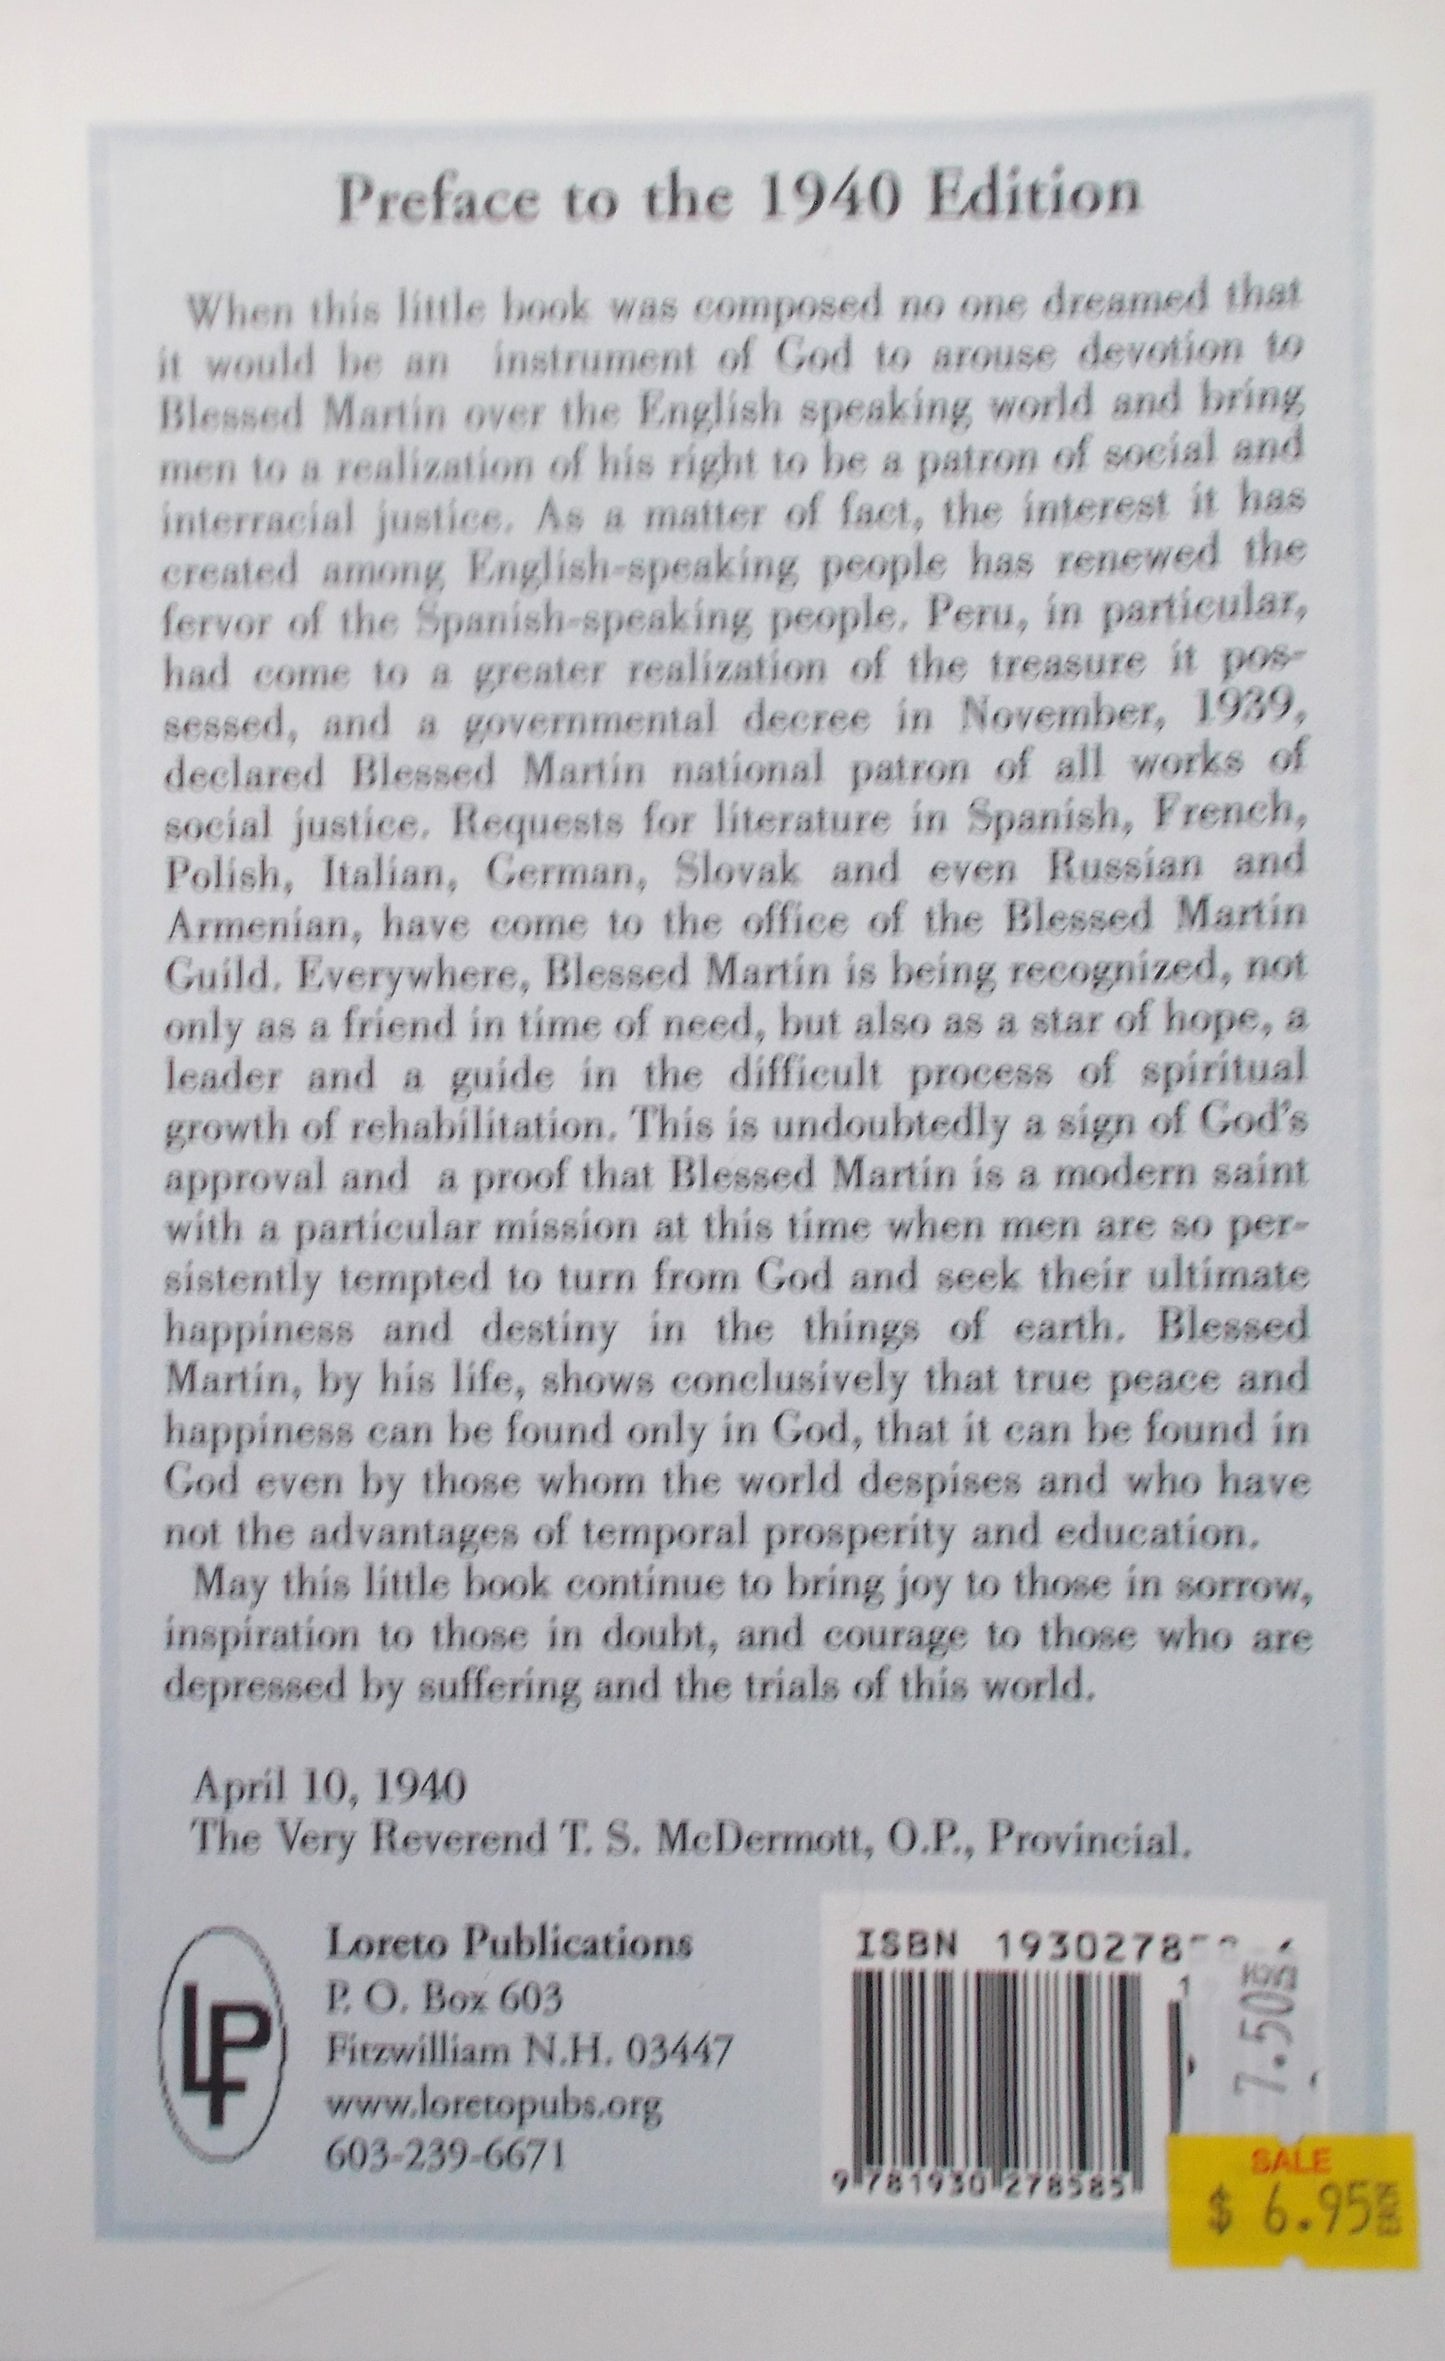 Preface to the 1940 Edition
When this little book was composed no one dreamed that
it would be an instrument of God to arouse devotion to
Blessed Martin over the English speaking world and bring
men to a realization of his right to be a patron of social and
interracial justice. As a matter of fact, the interest it has
created among English-speaking people has renewed the
fervor of the Spanish-speaking people. Peru, in particular,
had come to a greater realization of the treasure it pos-
sessed, and a governmental decree in November, 1939,
declared Blessed Martin national patron of all works of
social justice. Requests for literature in Spanish, French,
Polish, Italian, German, Slovak and even Russian and
Armenian, have come to the office of the Blessed Martin
Guild. Everywhere, Blessed Martin is being recognized, not
only as a friend in time of need, but also as a star of hope, a
leader and a guide in the difficult process of spiritual
growth of rehabilitation. This is undoubtedly a sign of God's
approval and a proof that Blessed Martin is a modern saint
with a particular mission at this time when men are so per-
sistently tempted to turn from God and seek their ultimate
happiness and destiny in the things of earth. Blessed
Martin, by his life, shows conclusively that true peace and
happiness can be found only in God, that it can be found in
God even by those whom the world despises and who have
not the advantages of temporal prosperity and education.
May this little book continue to bring joy to those in sorrow,
inspiration to those in doubt, and courage to those who are
depressed by suffering and the trials of this world.
April 10, 1940
The Very Reverend T. S. McDermott, O.P., Provincial.
LP
Loreto Publications
P. O. Box 603
Fitzwilliam N.H. 03447
www.loretopubs.org
603-239-6671
ISBN 1930278
9 781930 278585
7.50
SALE
$ 6.95